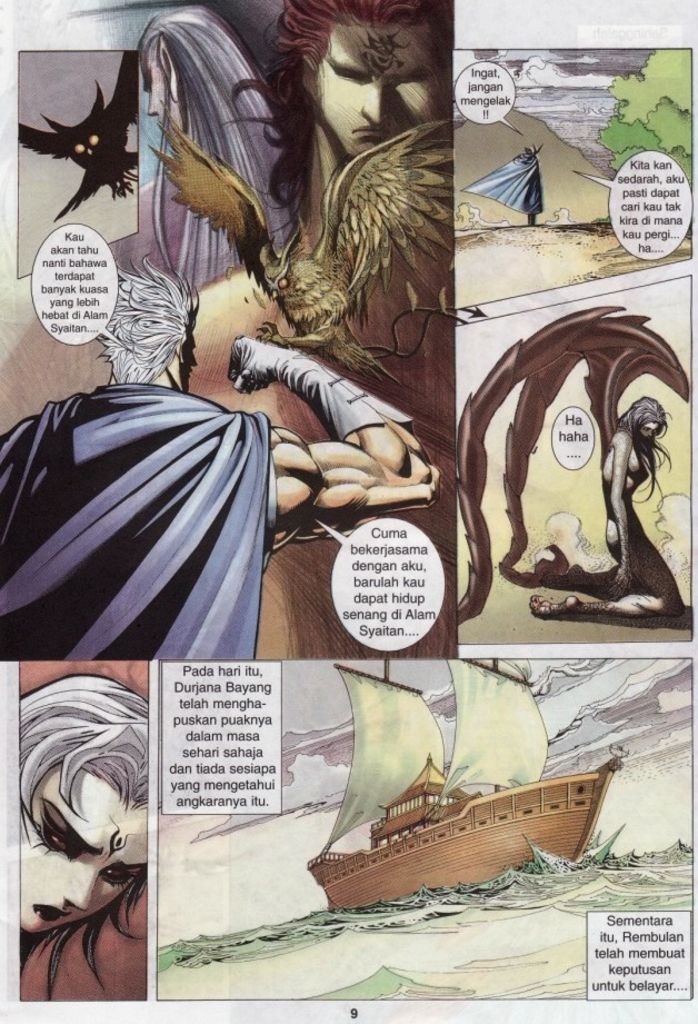 Kau
akan tahu
nanti bahawa
terdapat
banyak kuasa
yang lebih
hebat di Alam
Syaitan....
Cuma
bekerjasama
dengan aku,
barulah kau
dapat hidup
senang di Alam
Syaitan....
Ingat,
jangan
mengelak
!!
Kita kan
sedarah, aku
pasti dapat
cari kau tak
kira di mana
kau pergi...
ha....
Ha
haha
....
Pada hari itu,
Durjana Bayang
telah mengha-
puskan puaknya
dalam masa
sehari sahaja
dan tiada sesiapa
yang mengetahui
angkaranya itu.
Sementara
itu, Rembulan
telah membuat
keputusan
untuk belayar....
9